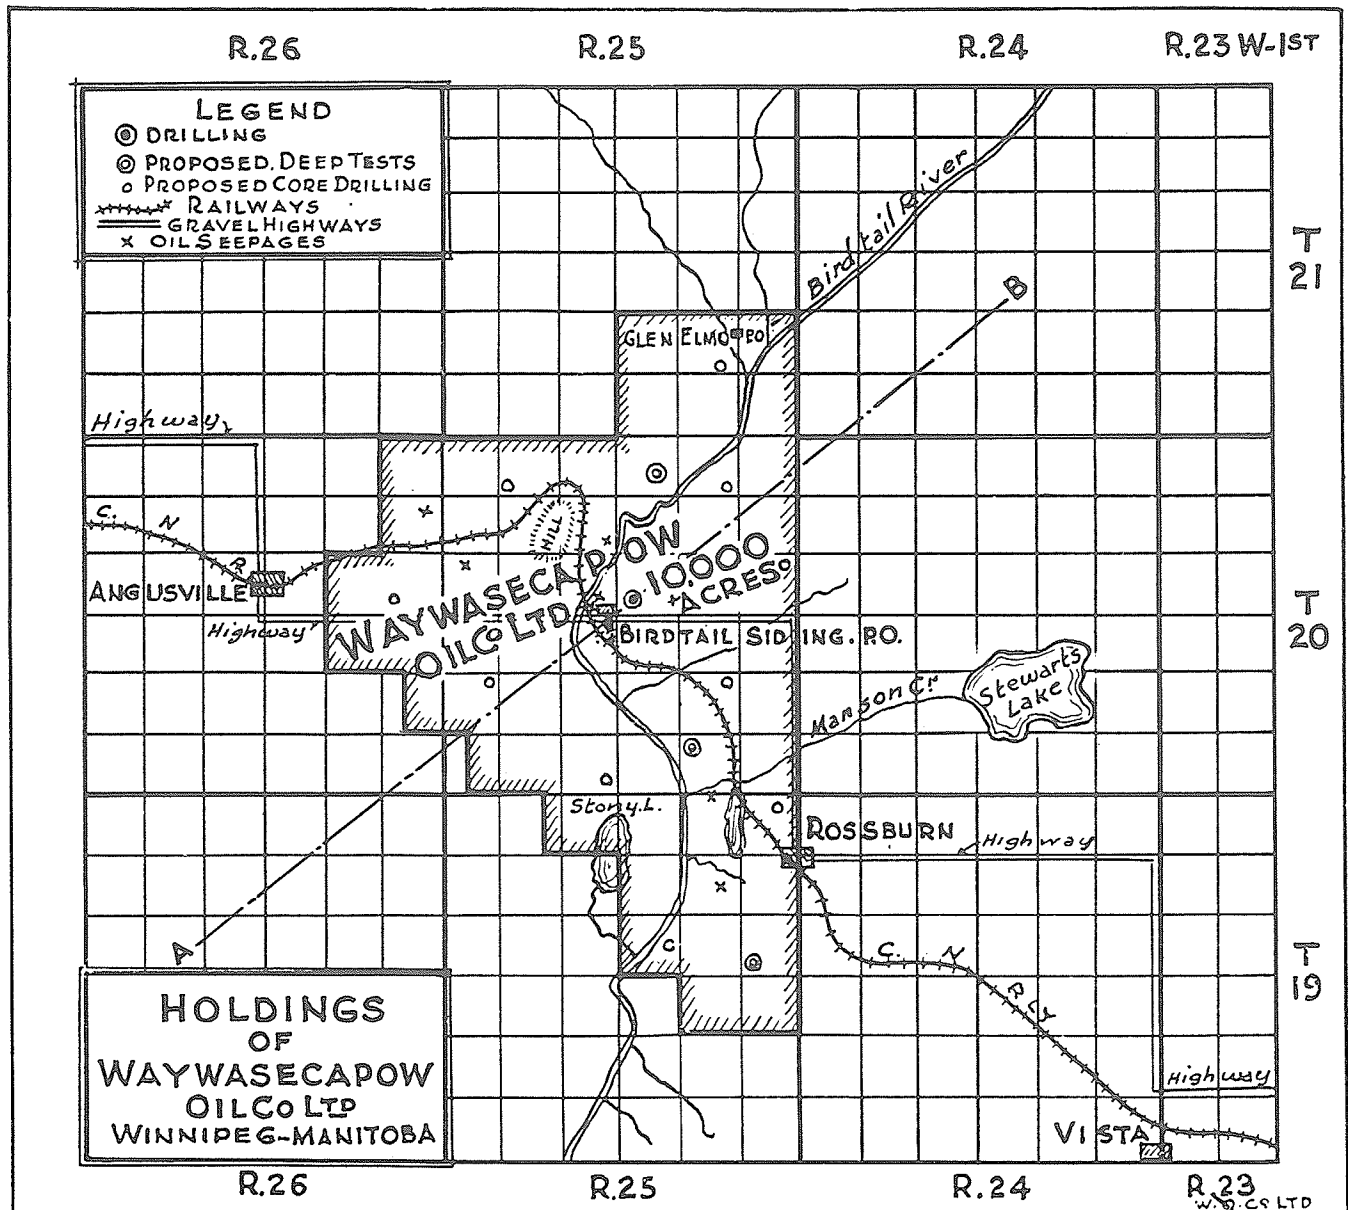 R.26 R.25 R.24 R.23 W-1ST
LEGEND
DRILLING
PROPOSED. DEEP TESTS
PROPOSED CORE DRILLING
RAILWAYS
GRAVEL HIGHWAYS
OIL SEEPAGES
T
21
Birdtail River
B
GLEN ELMO P.O
Highway
C. N R.
HILL
ANGUSVILLE
Highway
WAYWASECAPOW
OIL Co LTD
10,000
ACRES
BIRDTAIL SIDING. P.O.
T
20
Manson Cr.
Stewarts
Lake
Stony. L.
ROSSBURN
Highway
A
C
C. N RLY
T
19
HOLDINGS
OF
WAYWASECAPOW
OIL Co LTD
WINNIPEG-MANITOBA
Highway
VISTA
R.26 R.25 R.24 R.23